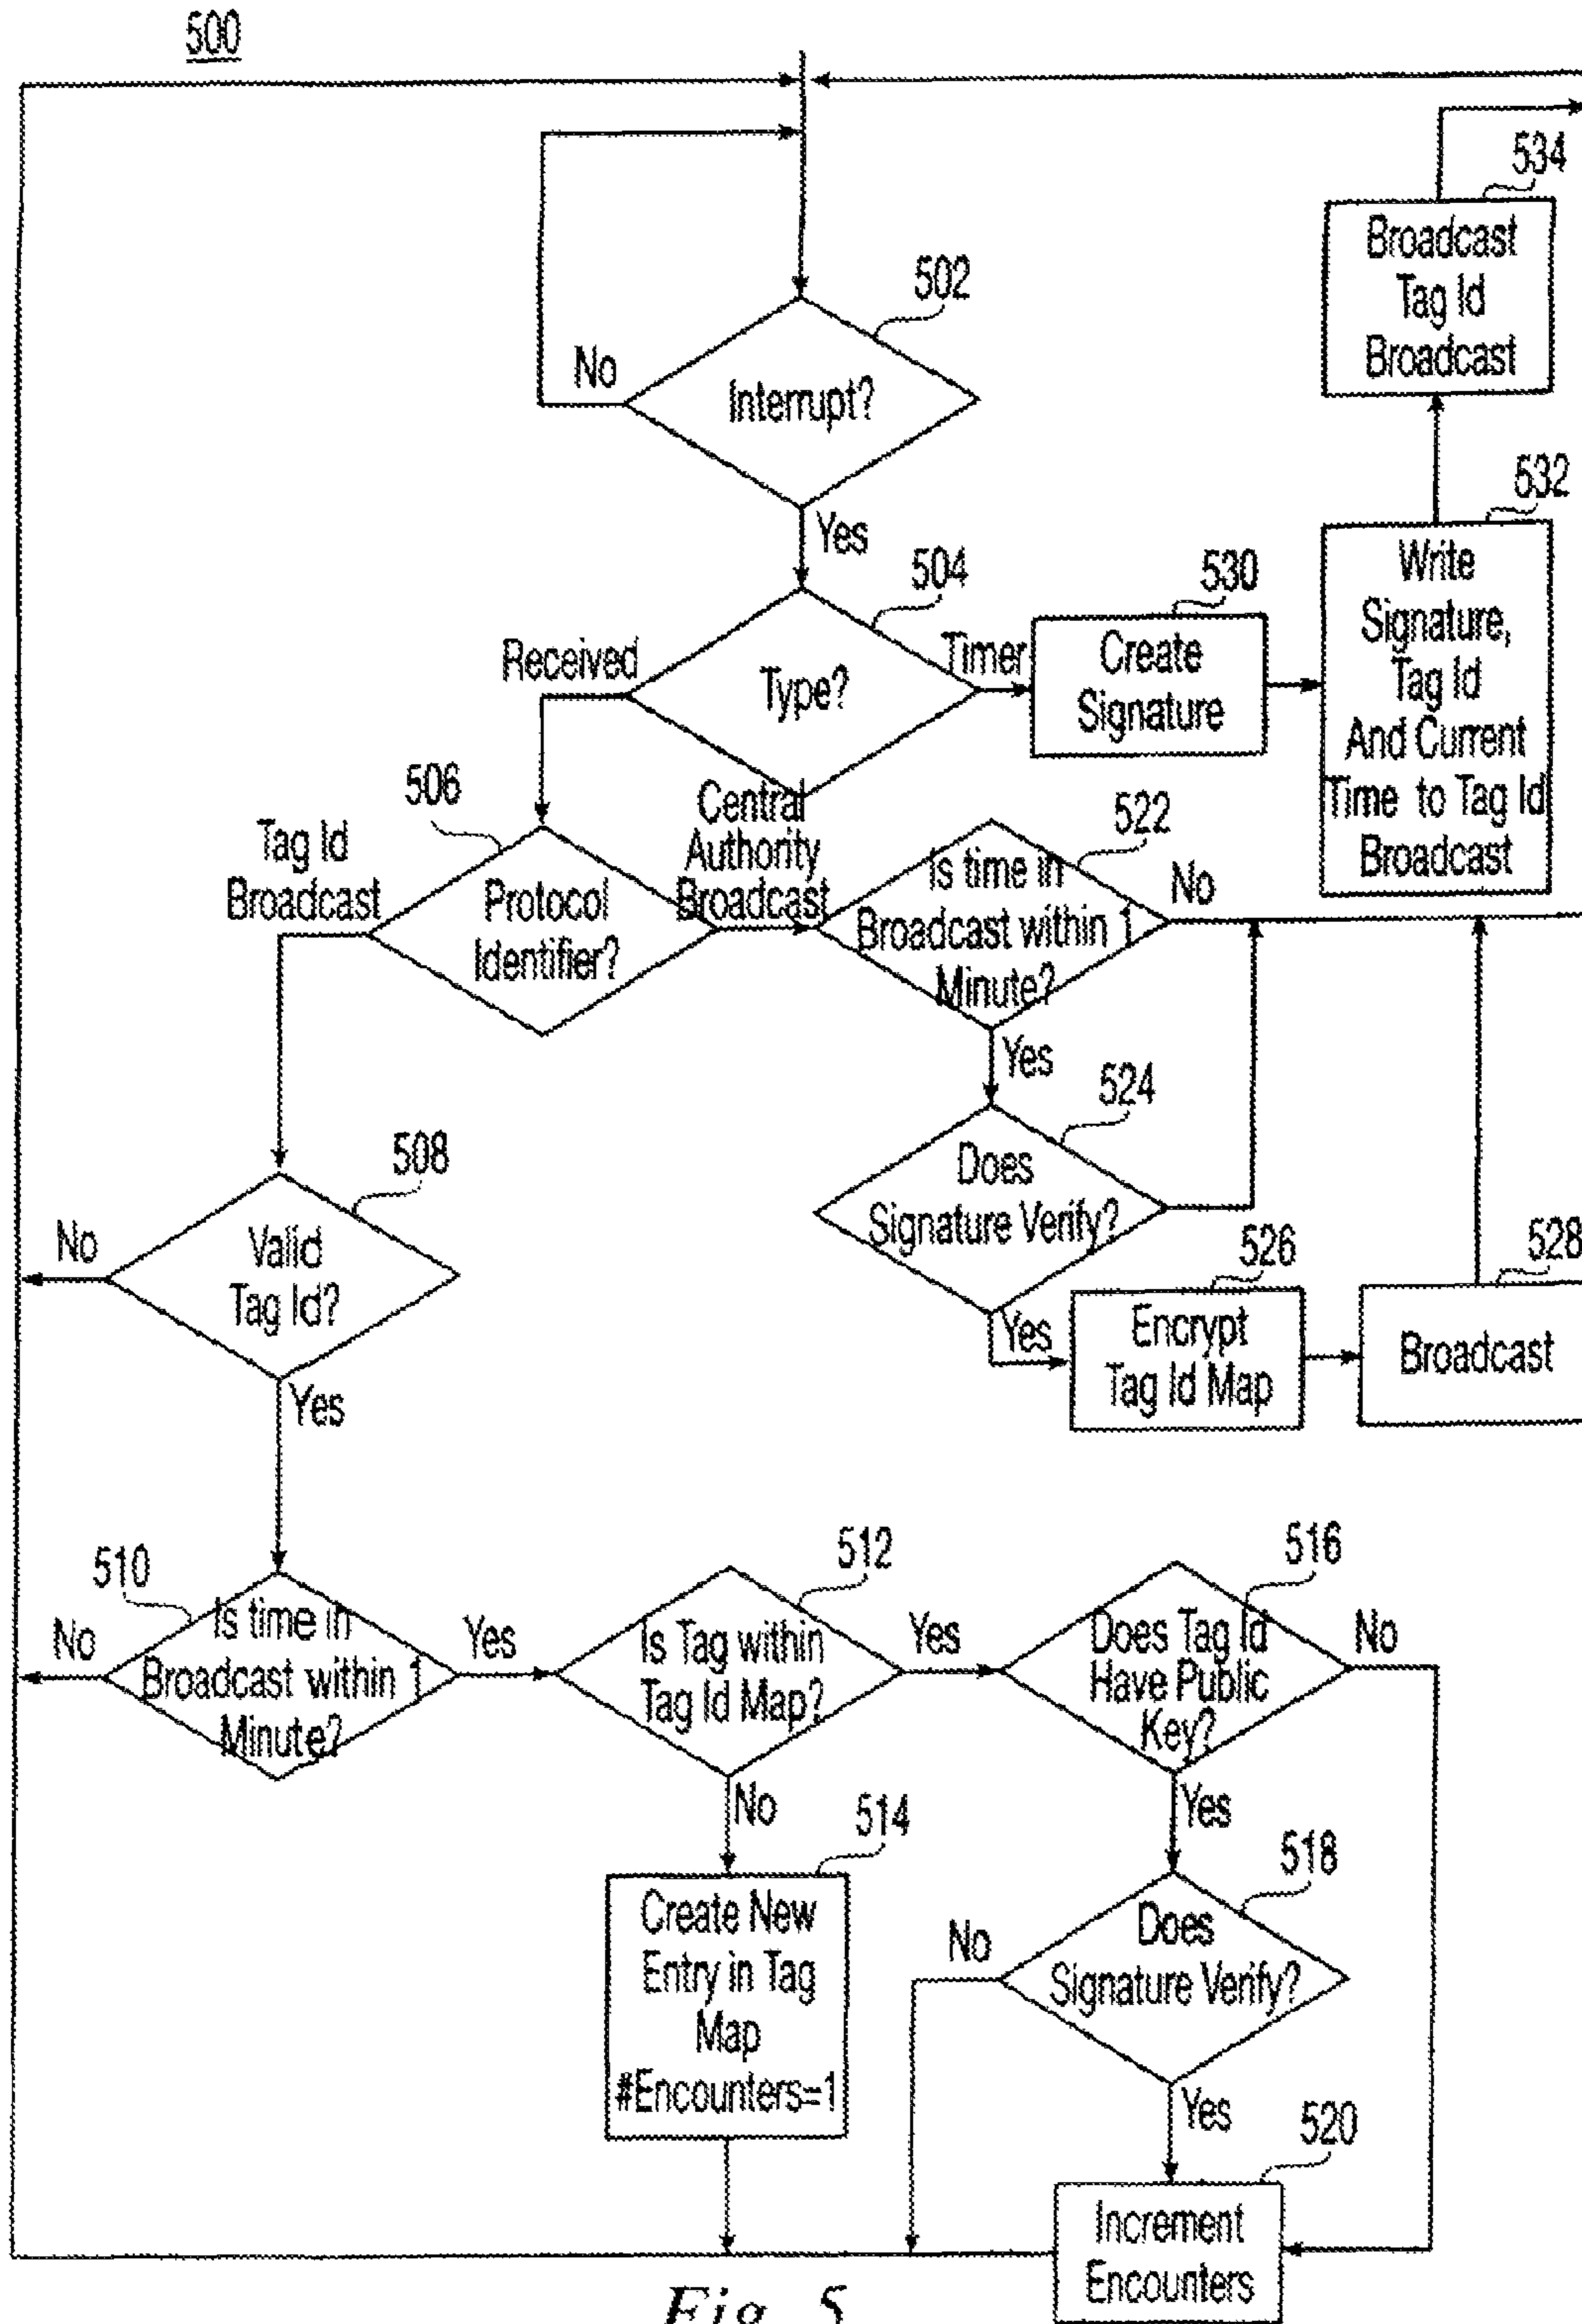 500
534
Broadcast
Tag Id
Broadcast
502
No
Interrupt?
Yes
532
Write
Signature,
Tag Id
And Current
Time to Tag Id
Broadcast
504
530
Received
Type?
Timer
Create
Signature
506
Tag Id
Broadcast
Protocol
Identifier?
Central
Authority
Broadcast
522
Is time in
Broadcast within 1
Minute?
No
Yes
524
Does
Signature Verify?
508
No
Valid
Tag Id?
Yes
526
Yes
Encrypt
Tag Id Map
528
Broadcast
510
No
Is time in
Broadcast within 1
Minute?
Yes
512
Is Tag within
Tag Id Map?
Yes
516
Does Tag Id
Have Public
Key?
No
No
514
Create New
Entry in Tag
Map
#Encounters=1
Yes
518
No
Does
Signature Verify?
Yes
520
Increment
Encounters
Fig. 5